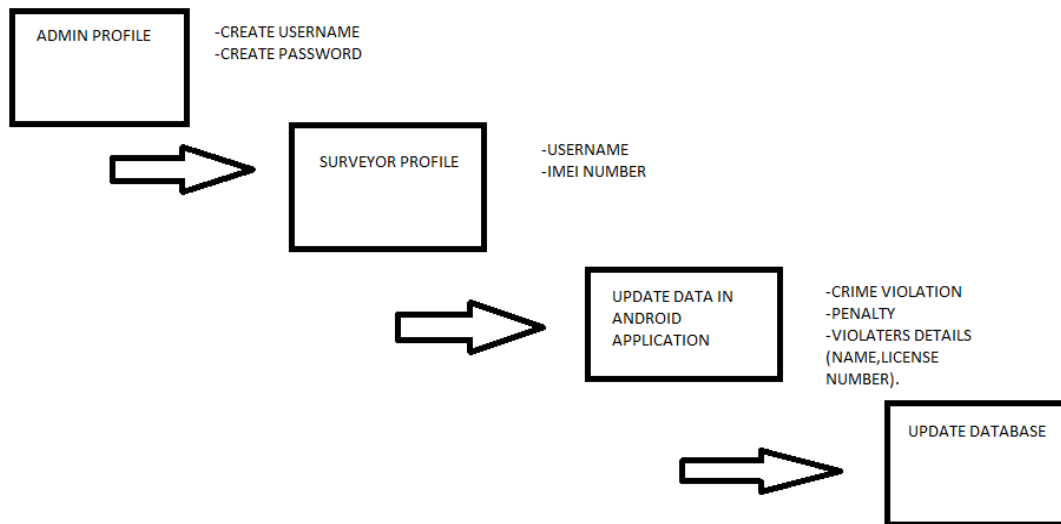 ADMIN PROFILE
-CREATE USERNAME
-CREATE PASSWORD
SURVEYOR PROFILE
-USERNAME
-IMEI NUMBER
UPDATE DATA IN
ANDROID
APPLICATION
-CRIME VIOLATION
-PENALTY
-VIOLATERS DETAILS
(NAME,LICENSE
NUMBER).
UPDATE DATABASE